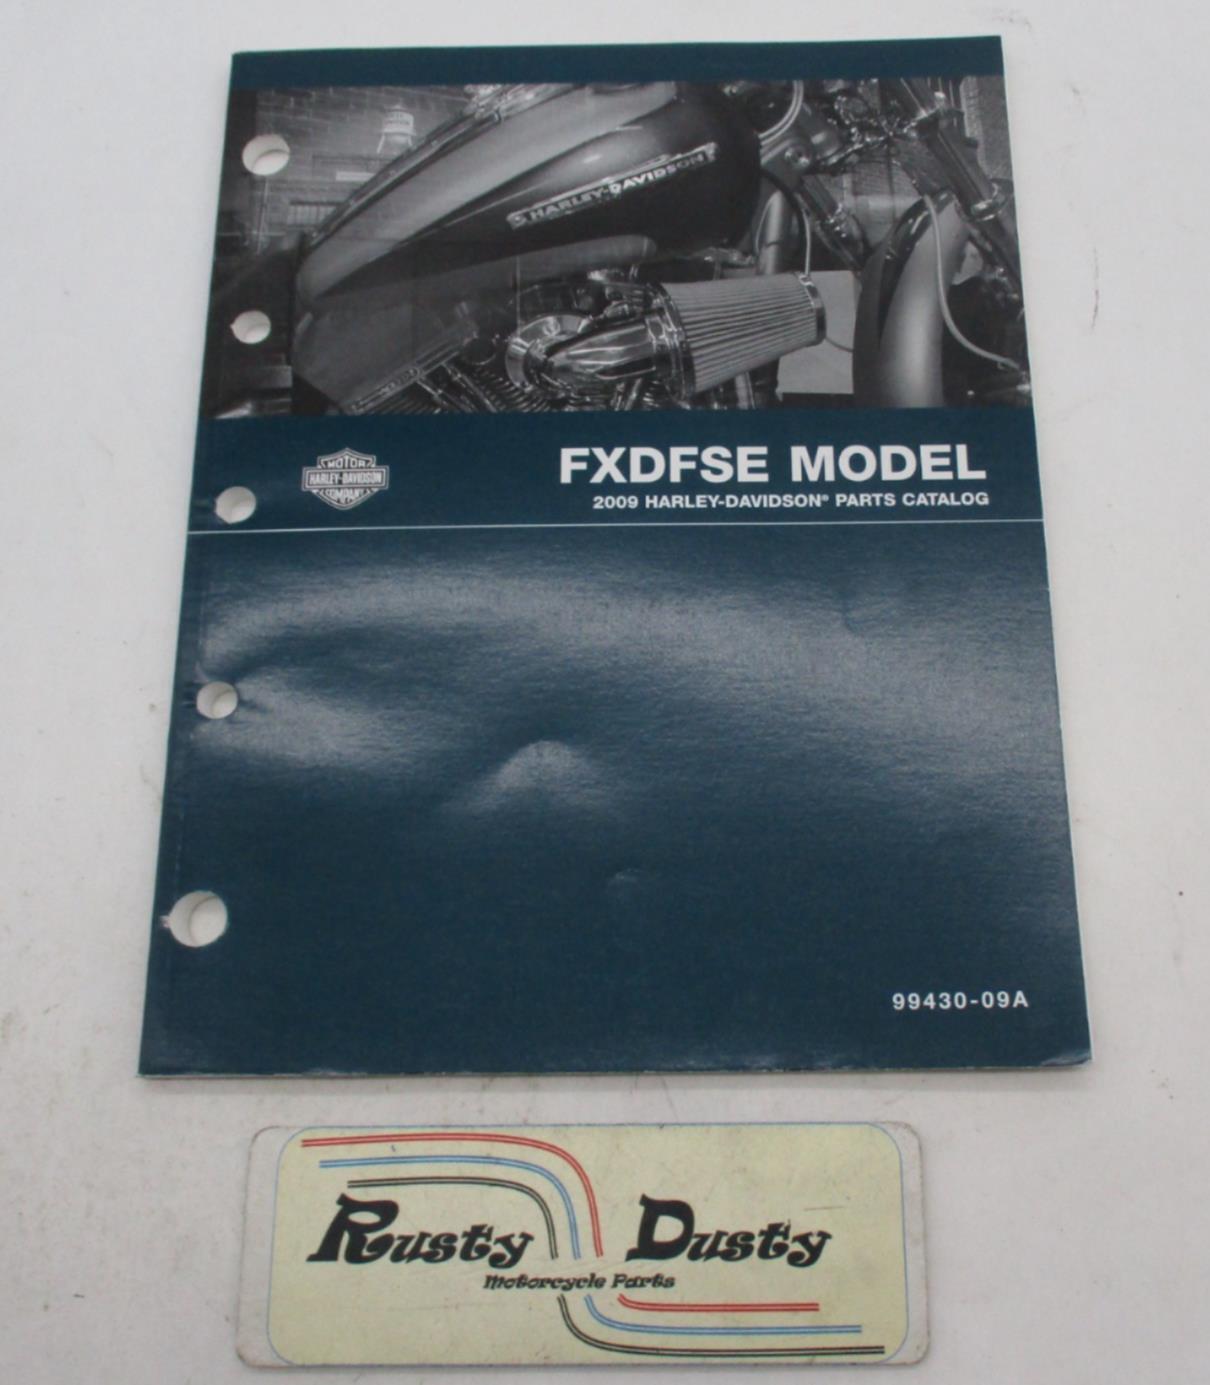 HARLEY-DAVIDSON
MOTOR
HARLEY-DAVIDSON
COMPANY
FXDFSE MODEL
2009 HARLEY-DAVIDSON® PARTS CATALOG
99430-09A
Rusty Dusty
Motorcycle Parts